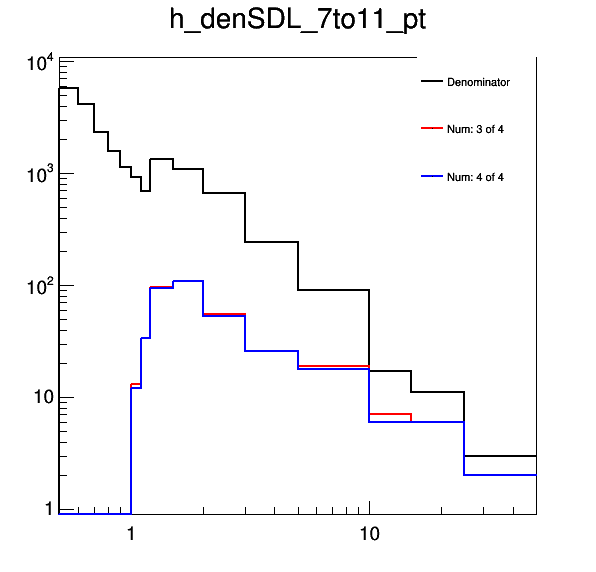 h_denSDL_7to11_pt
10^4
Denominator
Num: 3 of 4
10^3
Num: 4 of 4
10^2
10
1
1 10